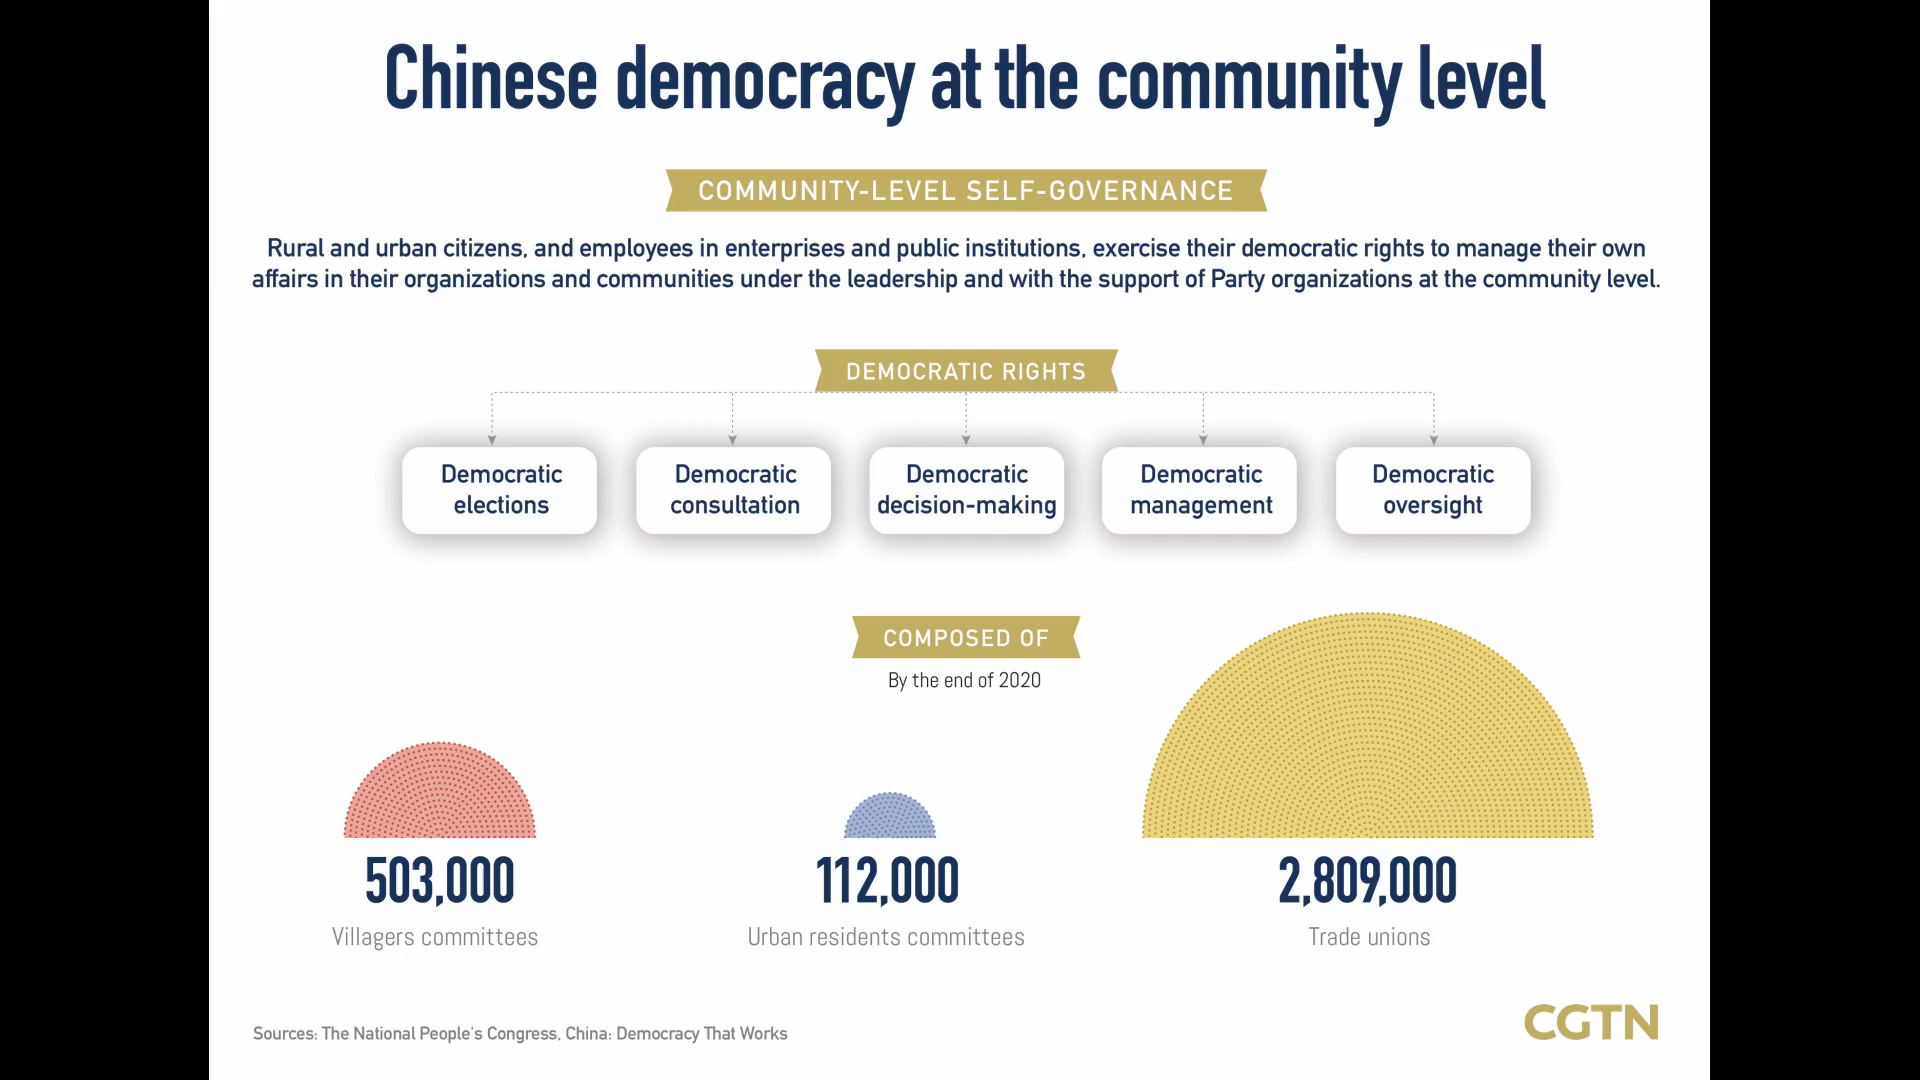 Chinese democracy at the community level
COMMUNITY-LEVEL SELF-GOVERNANCE
Rural and urban citizens, and employees in enterprises and public institutions, exercise their democratic rights to manage their own
affairs in their organizations and communities under the leadership and with the support of Party organizations at the community level.
DEMOCRATIC RIGHTS
Democratic
elections
Democratic
consultation
Democratic
decision-making
Democratic
management
Democratic
oversight
COMPOSED OF
By the end of 2020
503,000
Villagers committees
112,000
Urban residents committees
2,809,000
Trade unions
Sources: The National People's Congress, China: Democracy That Works
CGTN